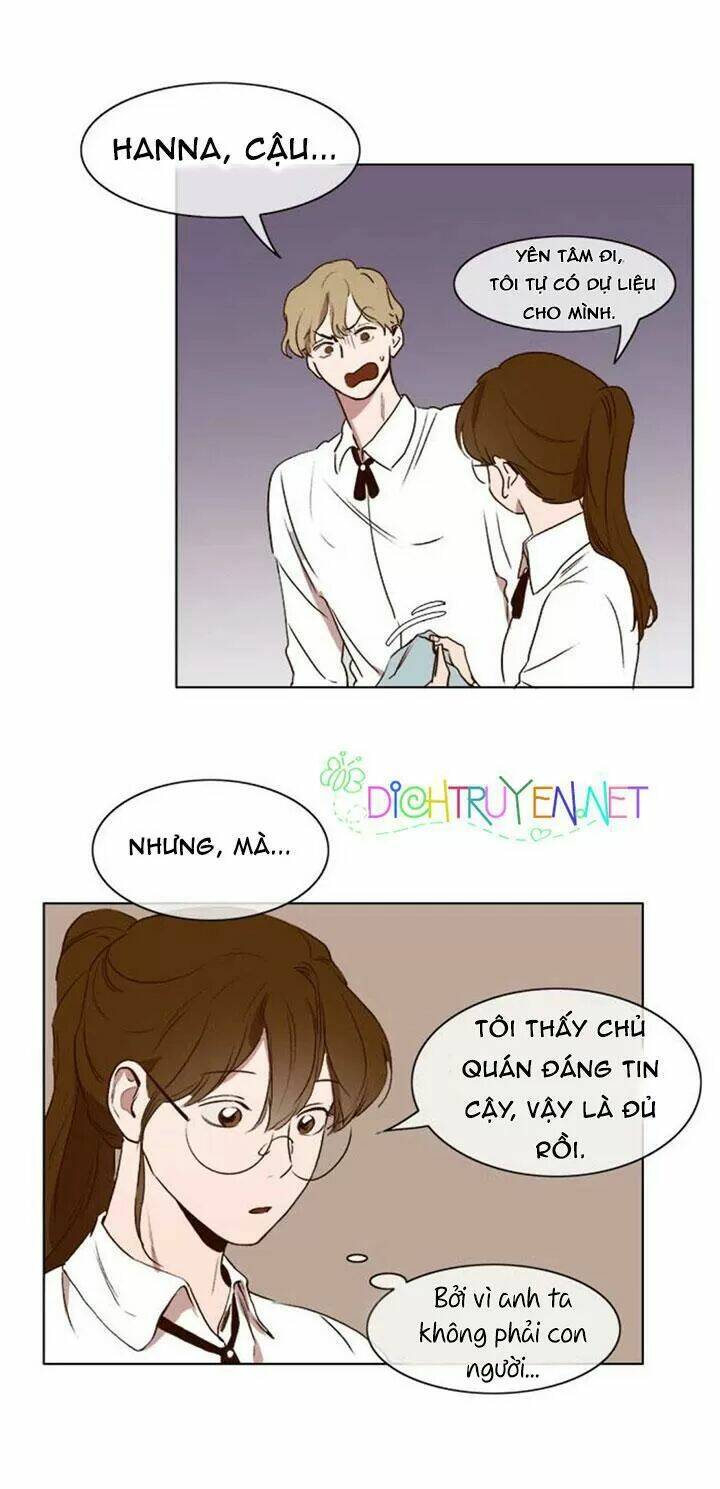 HANNA, CẬU...
YÊN TÂM ĐI,
TÔI TỰ CÓ DỰ LIỆU
CHO MÌNH.
DICHTRUYEN.NET
NHƯNG, MÀ...
TÔI THẤY CHỦ
QUÁN ĐÁNG TIN
CẬY, VẬY LÀ ĐỦ
RỒI.
Bởi vì anh ta
không phải con
người...